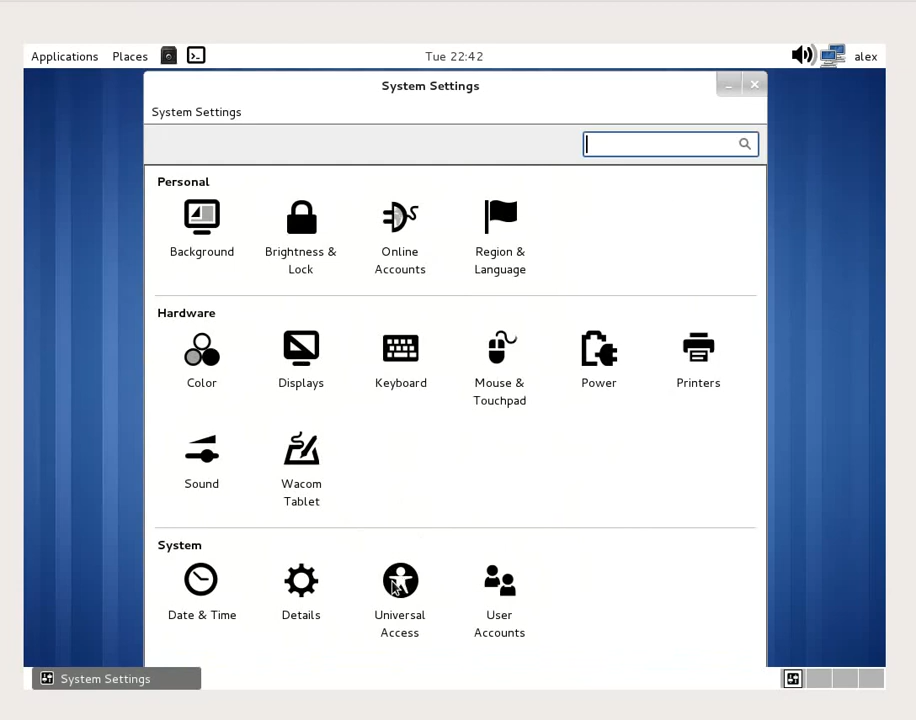 Applications Places Tue 22:42 alex
System Settings
System Settings
Personal
Background
Brightness &
Lock
Online
Accounts
Region &
Language
Hardware
Color
Displays
Keyboard
Mouse &
Touchpad
Power
Printers
Sound
Wacom
Tablet
System
Date & Time
Details
Universal
Access
User
Accounts
System Settings